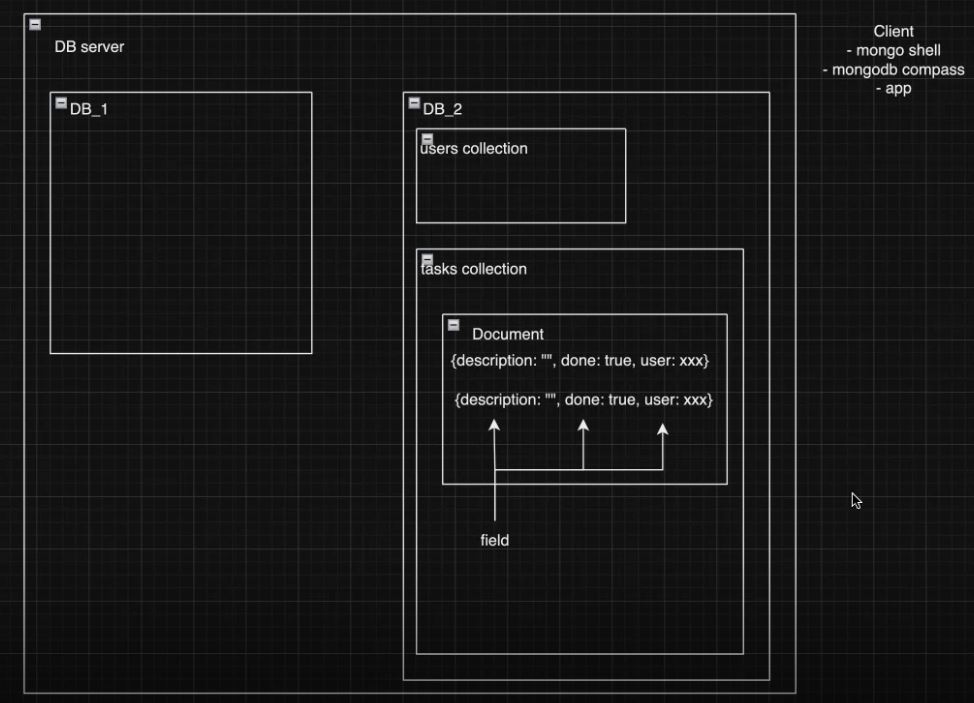 DB server
Client
- mongo shell
- mongodb compass
- app
DB_1
DB_2
users collection
tasks collection
Document
{description: "", done: true, user: xxx}
{description: "", done: true, user: xxx}
field